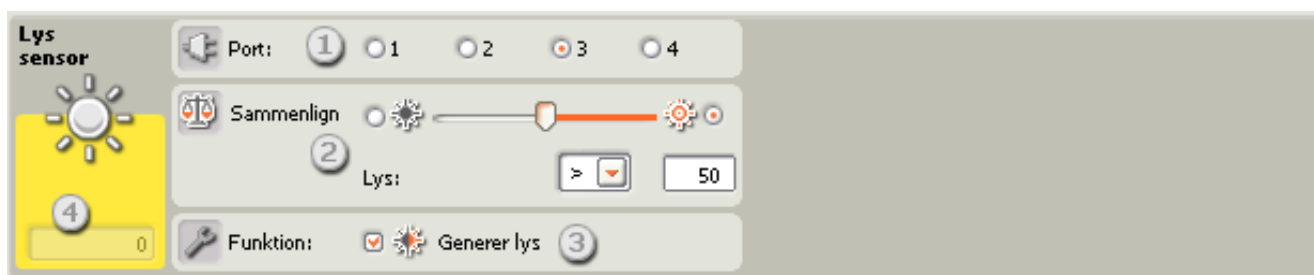 Lys
sensor
Port: 1 1 2 3 4
Sammenlign
2
Lys: > 50
4
0
Funktion: Generer lys 3